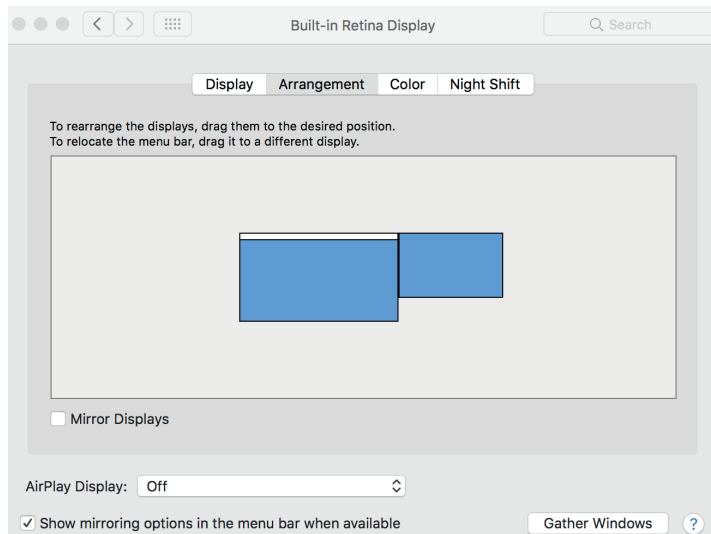 Built-in Retina Display
Search
Display Arrangement Color Night Shift
To rearrange the displays, drag them to the desired position.
To relocate the menu bar, drag it to a different display.
Mirror Displays
AirPlay Display: Off
Show mirroring options in the menu bar when available
Gather Windows
?